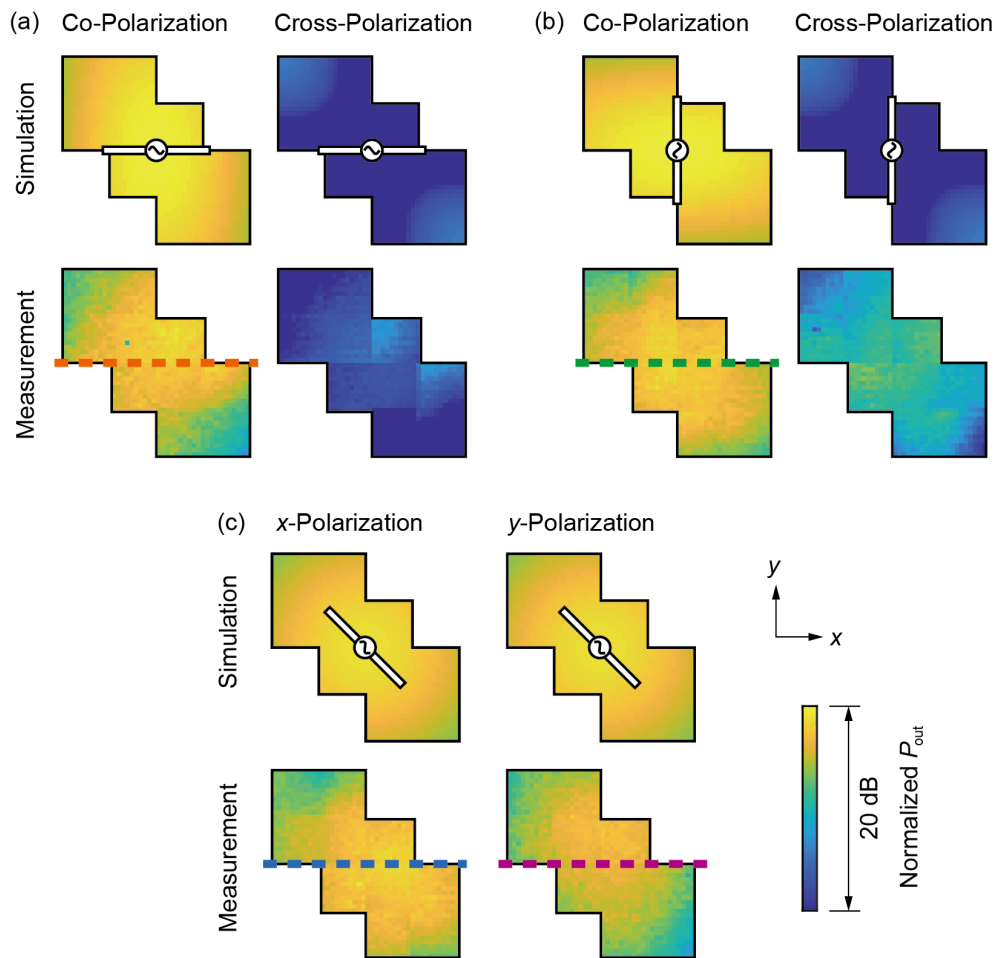 (a) Co-Polarization Cross-Polarization
(b) Co-Polarization Cross-Polarization
Simulation
Simulation
Measurement
Measurement
(c) x-Polarization y-Polarization
Simulation
Measurement
y
x
20 dB
Normalized Pout